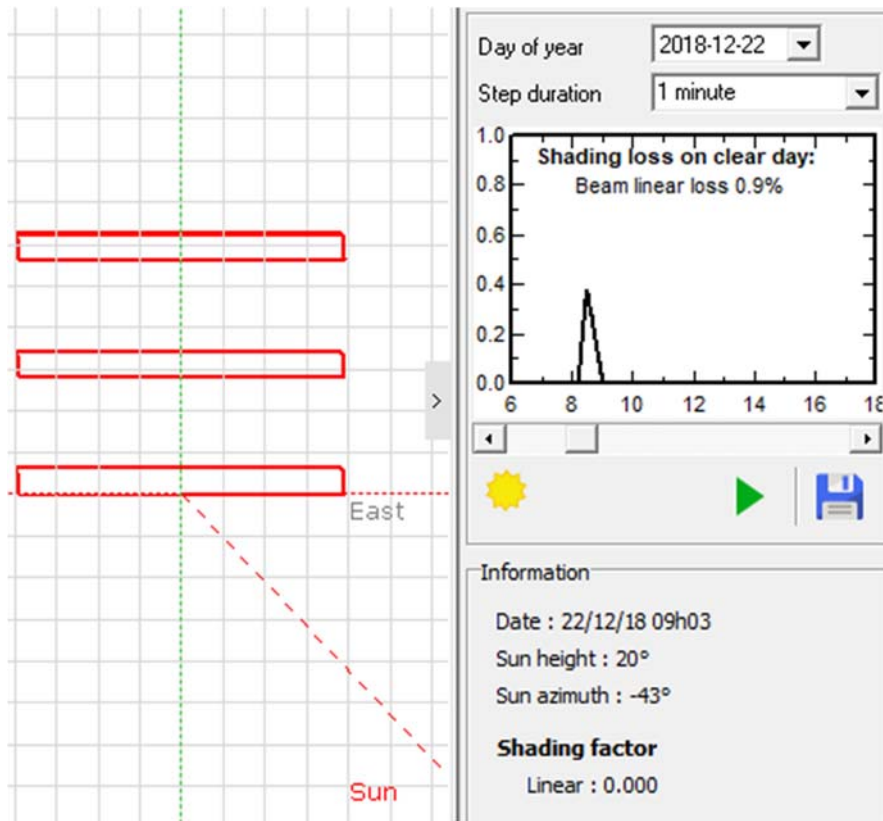 Day of year 2018-12-22
Step duration 1 minute
1.0
Shading loss on clear day:
0.8
Beam linear loss 0.9%
0.6
0.4
0.2
0.0
6 8 10 12 14 16 18
>
East
Information
Date : 22/12/18 09h03
Sun height : 20°
Sun azimuth : -43°
Shading factor
Linear : 0.000
Sun